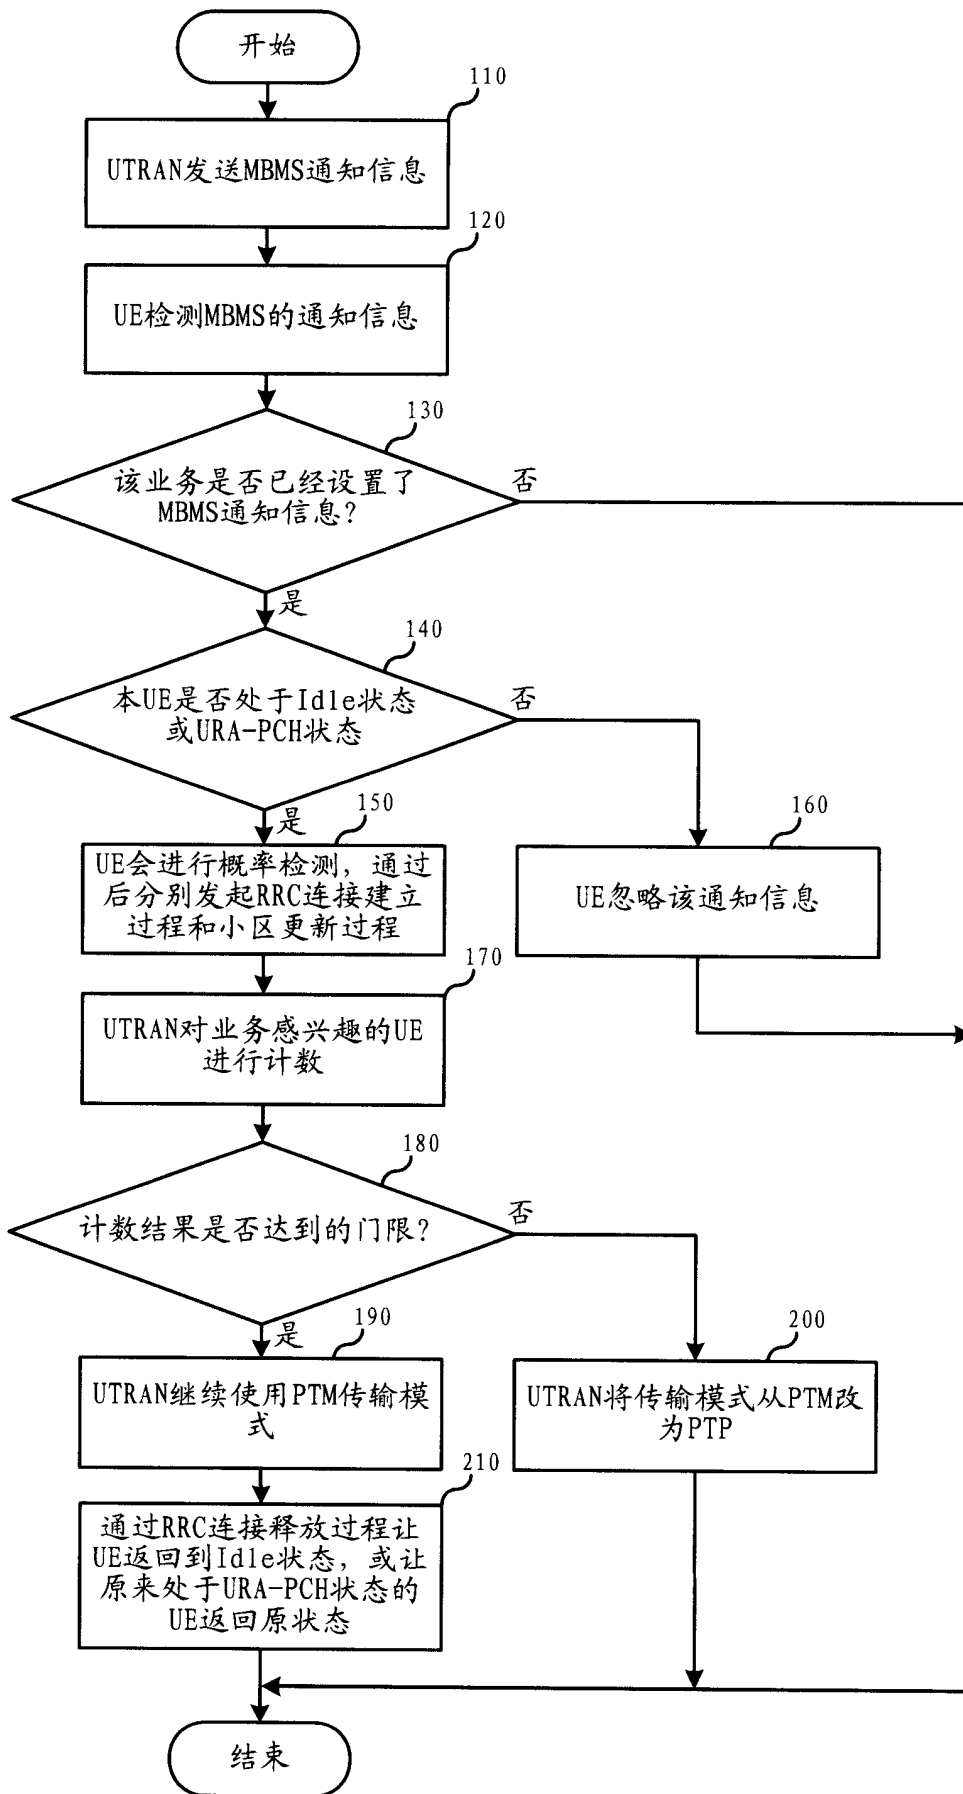 开始
110
UTRAN发送MBMS通知信息
120
UE检测MBMS的通知信息
130
该业务是否已经设置了
MBMS通知信息?
否
是
140
本UE是否处于Idle状态
或URA-PCH状态
否
是
150
UE会进行概率检测，通过
后分别发起RRC连接建立
过程和小区更新过程
160
UE忽略该通知信息
170
UTRAN对业务感兴趣的UE
进行计数
180
计数结果是否达到的门限?
否
是
190
UTRAN继续使用PTM传输模
式
200
UTRAN将传输模式从PTM改
为PTP
210
通过RRC连接释放过程让
UE返回到Idle状态，或让
原来处于URA-PCH状态的
UE返回原状态
结束